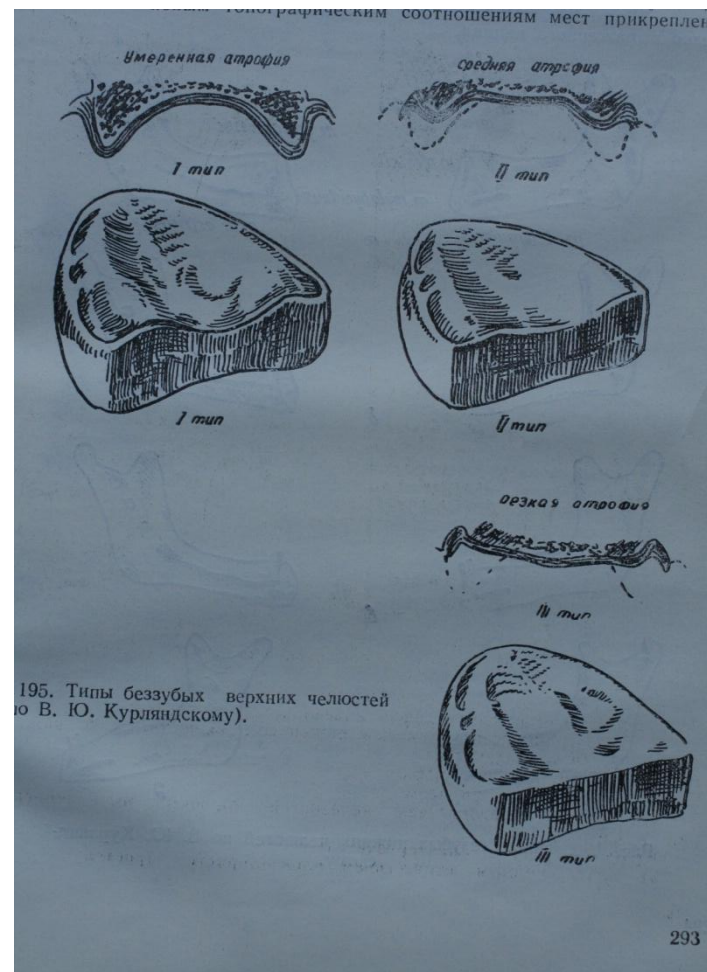 топографическим соотношениям мест прикреплен
умеренная атрофия
средняя атрофия
I тип
II тип
I тип
II тип
резкая атрофия
III тип
195. Типы беззубых верхних челюстей
по В. Ю. Курляндскому).
III тип
293